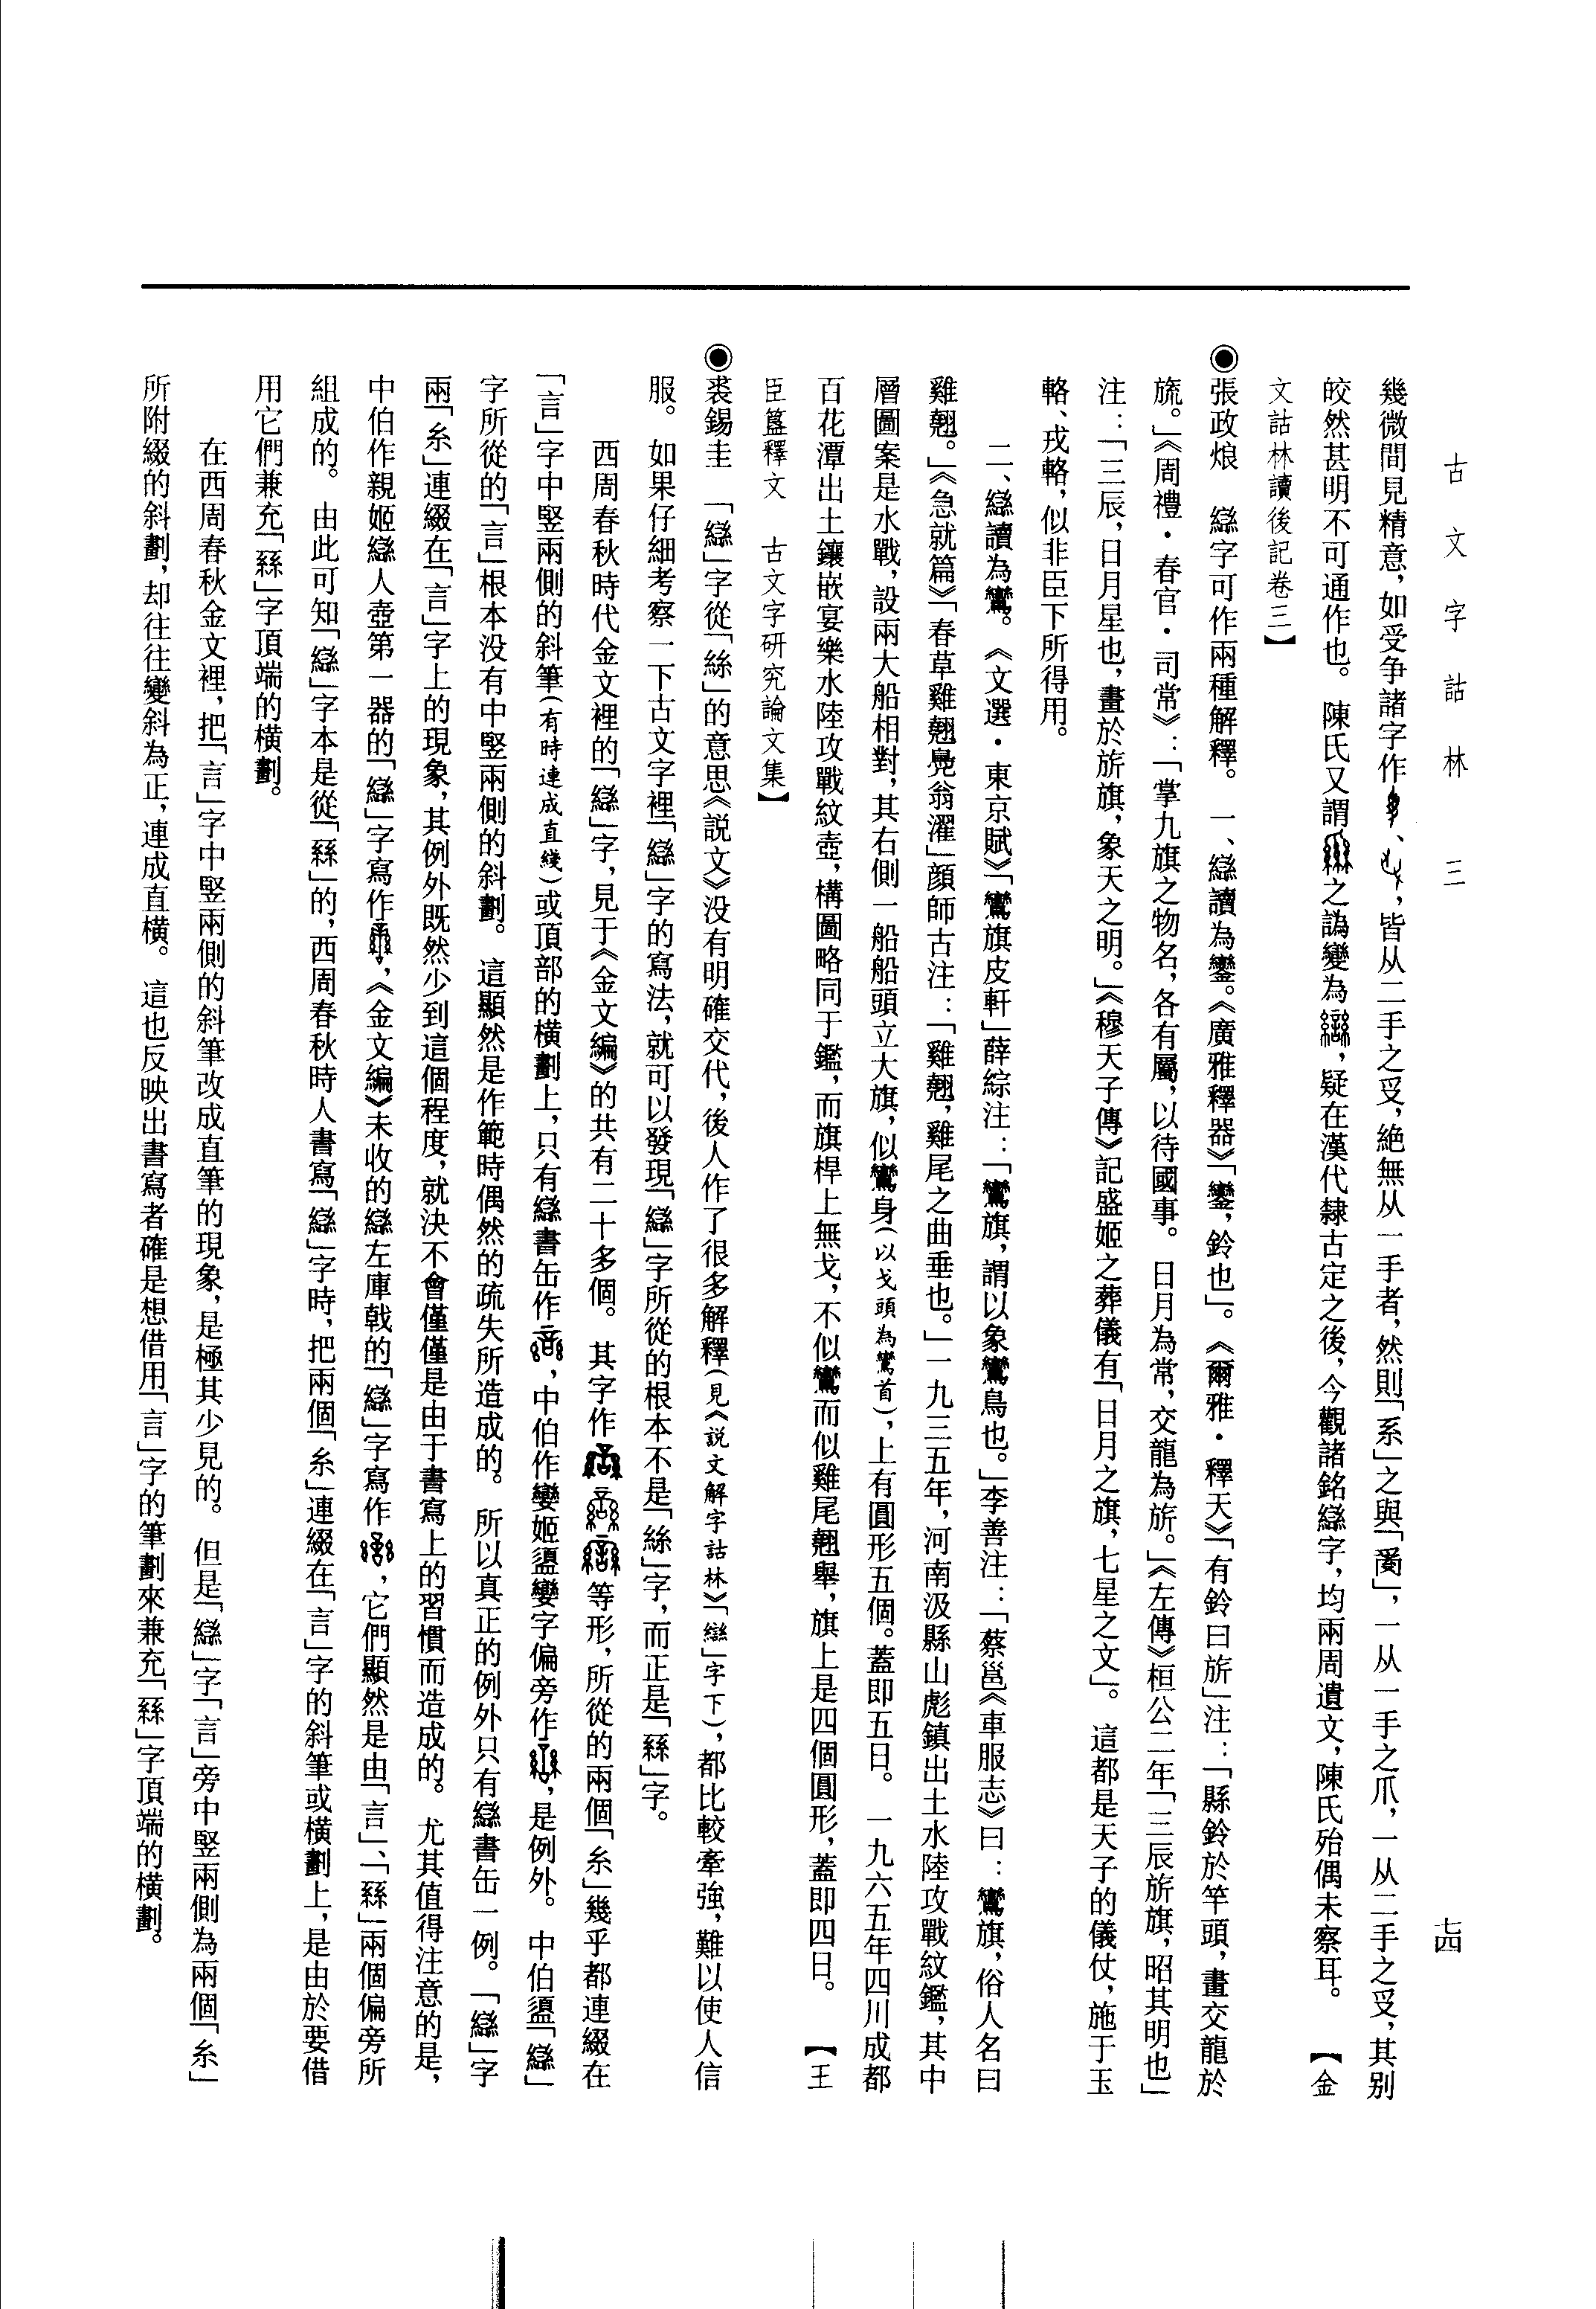 古文字詁林 三
七四
幾微間見精意，如受争諸字作、，皆从二手之𠬪，絶無从一手者，然則「系」之與「𤔔」，一从一手之爪，一从二手之𠬪，其别
皎然甚明不可通作也。陳氏又謂之譌變為，疑在漢代隸古定之後，今觀諸銘䜌字，均兩周遺文，陳氏殆偶未察耳。【金
文詁林讀後記卷三】
◉張政烺　䜌字可作兩種解釋。一、䜌讀為鑾。《廣雅釋器》「鑾，鈴也」。《爾雅·釋天》「有鈴曰旂」注：「縣鈴於竿頭，畫交龍於
旒。」《周禮·春官·司常》：「掌九旗之物名，各有屬，以待國事。日月為常，交龍為旂。」《左傳》桓公二年「三辰旂旗，昭其明也」
注：「三辰，日月星也，畫於旂旗，象天之明。」《穆天子傳》記盛姬之葬儀有「日月之旗，七星之文」。這都是天子的儀仗，施于玉
輅、戎輅，似非臣下所得用。
二、䜌讀為鸞。《文選·東京賦》「鸞旗皮軒」薛綜注：「鸞旗，謂以象鸞鳥也。」李善注：「蔡邕《車服志》曰：鸞旗，俗人名曰
雞翹。」《急就篇》「春草雞翹鳧翁濯」顔師古注：「雞翹，雞尾之曲垂也。」一九三五年，河南汲縣山彪鎮出土水陸攻戰紋鑑，其中
層圖案是水戰，設兩大船相對，其右側一船船頭立大旗，似鸞身（以戈頭為鸞首），上有圓形五個。蓋即五日。一九六五年四川成都
百花潭出土鑲嵌宴樂水陸攻戰紋壺，構圖略同于鑑，而旗桿上無戈，不似鸞而似雞尾翹舉，旗上是四個圓形，蓋即四日。【王
臣簋釋文　古文字研究論文集】
◉裘錫圭　「䜌」字從「絲」的意思《説文》没有明確交代，後人作了很多解釋（見《説文解字詁林》「䜌」字下），都比較牽強，難以使人信
服。如果仔細考察一下古文字裡「䜌」字的寫法，就可以發現「䜌」字所從的根本不是「絲」字，而正是「𢇇」字。
西周春秋時代金文裡的「䜌」字，見于《金文編》的共有二十多個。其字作等形，所從的兩個「糸」幾乎都連綴在
「言」字中竪兩側的斜筆（有時連成直綫）或頂部的横劃上，只有䜌書缶作，中伯作孌姬盨孌字偏旁作，是例外。中伯盨「䜌」
字所從的「言」根本没有中竪兩側的斜劃。這顯然是作範時偶然的疏失所造成的。所以真正的例外只有䜌書缶一例。「䜌」字
兩「糸」連綴在「言」字上的現象，其例外既然少到這個程度，就決不會僅僅是由于書寫上的習慣而造成的。尤其值得注意的是，
中伯作親姬䜌人壺第一器的「䜌」字寫作，《金文編》未收的䜌左庫戟的「䜌」字寫作，它們顯然是由「言」、「𢇇」兩個偏旁所
組成的。由此可知「䜌」字本是從「𢇇」的，西周春秋時人書寫「䜌」字時，把兩個「糸」連綴在「言」字的斜筆或横劃上，是由於要借
用它們兼充「𢇇」字頂端的横劃。
在西周春秋金文裡，把「言」字中竪兩側的斜筆改成直筆的現象，是極其少見的。但是「䜌」字「言」旁中竪兩側為兩個「糸」
所附綴的斜劃，却往往變斜為正，連成直横。這也反映出書寫者確是想借用「言」字的筆劃來兼充「𢇇」字頂端的横劃。